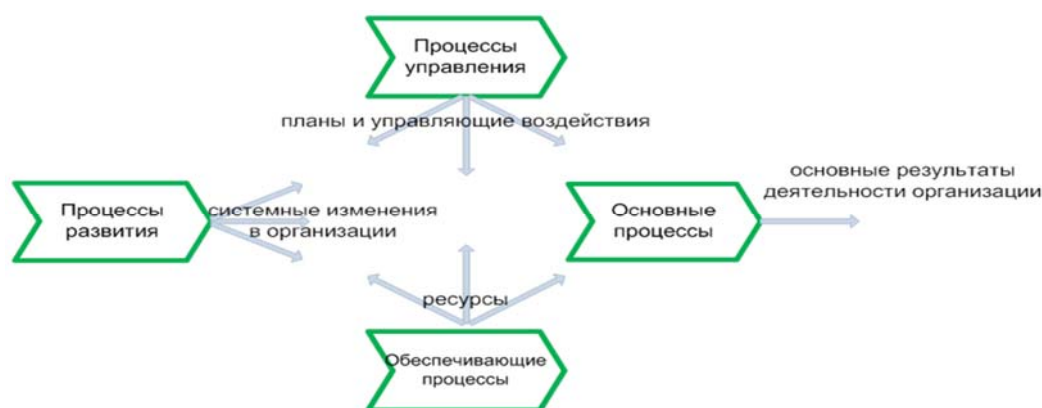 Процессы
управления
планы и управляющие воздействия
основные результаты
деятельности организации
Процессы
развития
системные изменения
в организации
Основные
процессы
ресурсы
Обеспечивающие
процессы